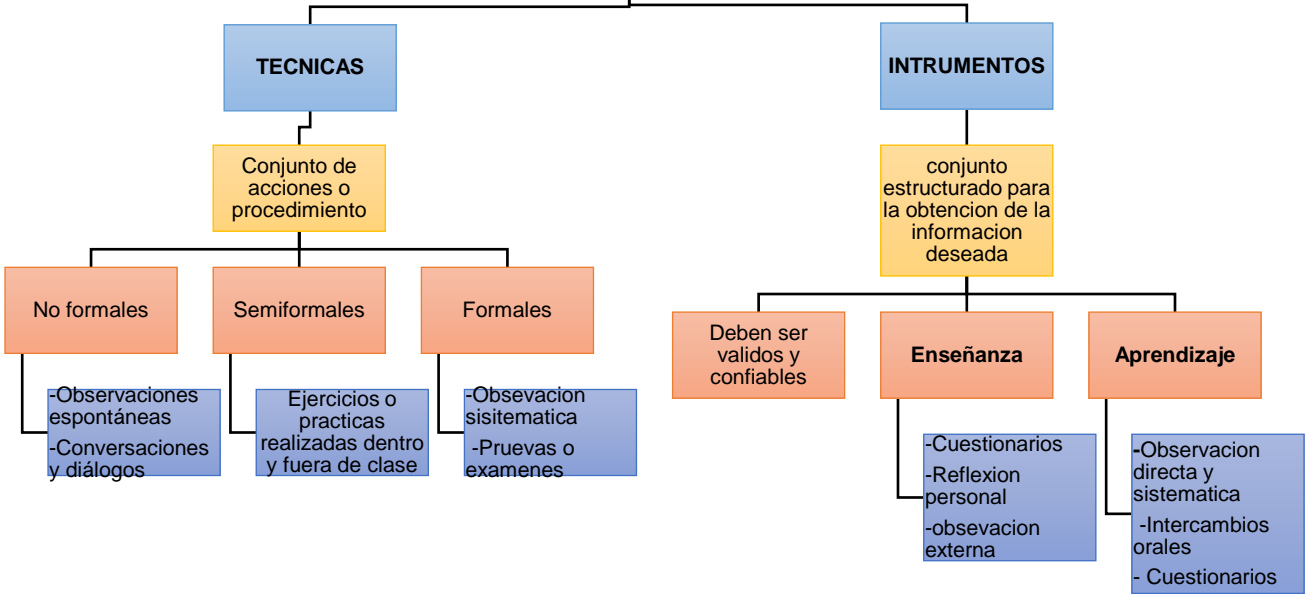 TECNICAS
INTRUMENTOS
Conjunto de
acciones o
procedimiento
conjunto
estructurado para
la obtencion de la
informacion
deseada
No formales
Semiformales
Formales
Deben ser
validos y
confiables
Enseñanza
Aprendizaje
-Observaciones
espontáneas
-Conversaciones
y diálogos
Ejercicios o
practicas
realizadas dentro
y fuera de clase
-Obsevacion
sisitematica
-Pruevas o
examenes
-Cuestionarios
-Reflexion
personal
-obsevacion
externa
-Observacion
directa y
sistematica
-Intercambios
orales
- Cuestionarios